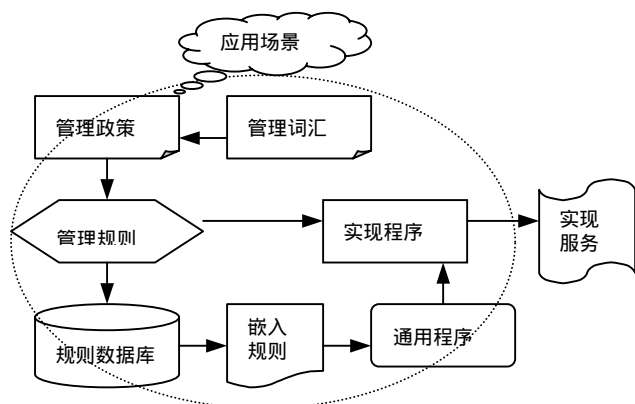 应用场景
管理政策
管理词汇
管理规则
实现程序
实现
服务
规则数据库
嵌入
规则
通用程序